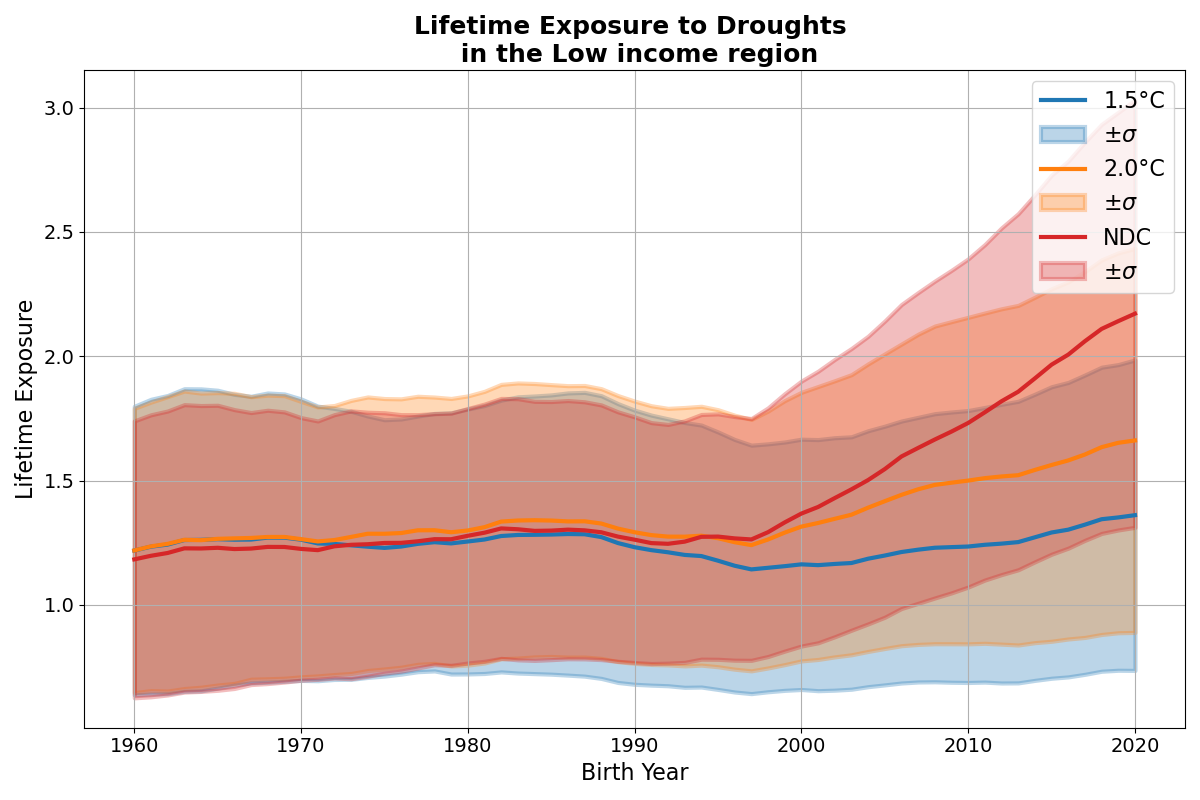 Lifetime Exposure to Droughts
in the Low income region
Lifetime Exposure
3.0
2.5
2.0
1.5
1.0
1960
1970
1980
1990
2000
2010
2020
Birth Year
1.5°C
±σ
2.0°C
±σ
NDC
±σ